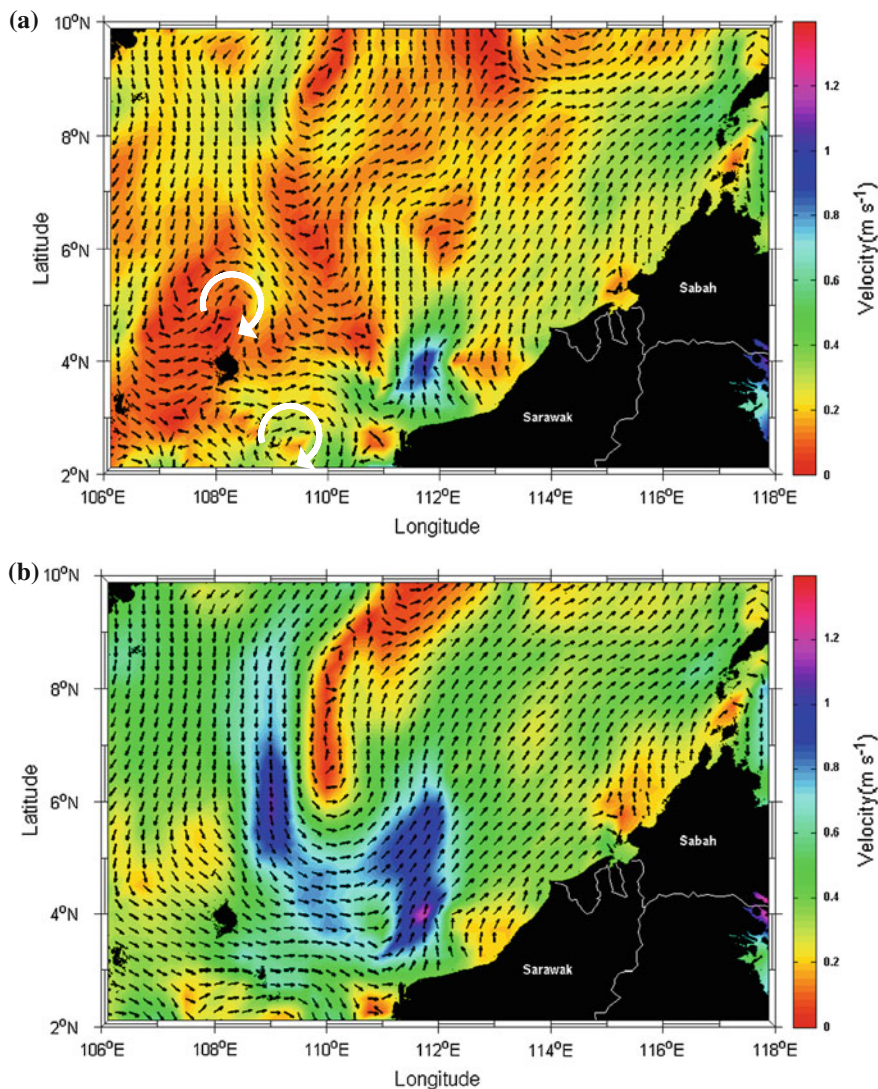 (a)
10°N
8°N
6°N
4°N
2°N
Latitude
106°E 108°E 110°E 112°E 114°E 116°E 118°E
Longitude
Sabah
Sarawak
1.2
1
0.8
0.6
0.4
0.2
0
Velocity(m s⁻¹)
(b)
10°N
8°N
6°N
4°N
2°N
Latitude
106°E 108°E 110°E 112°E 114°E 116°E 118°E
Longitude
Sabah
Sarawak
1.2
1
0.8
0.6
0.4
0.2
0
Velocity(m s⁻¹)